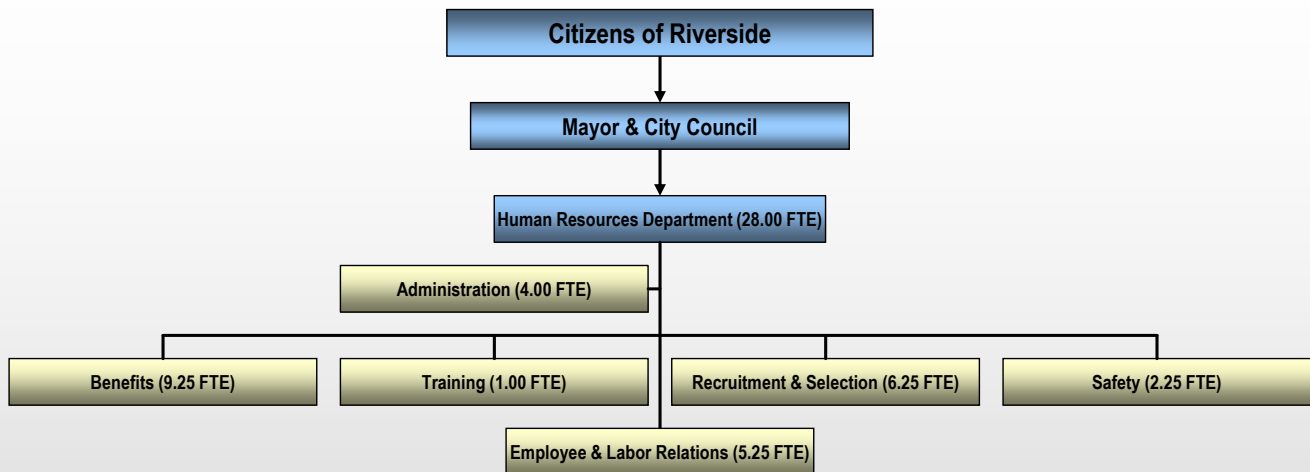 Citizens of Riverside
Mayor & City Council
Human Resources Department (28.00 FTE)
Administration (4.00 FTE)
Benefits (9.25 FTE)
Training (1.00 FTE)
Recruitment & Selection (6.25 FTE)
Safety (2.25 FTE)
Employee & Labor Relations (5.25 FTE)